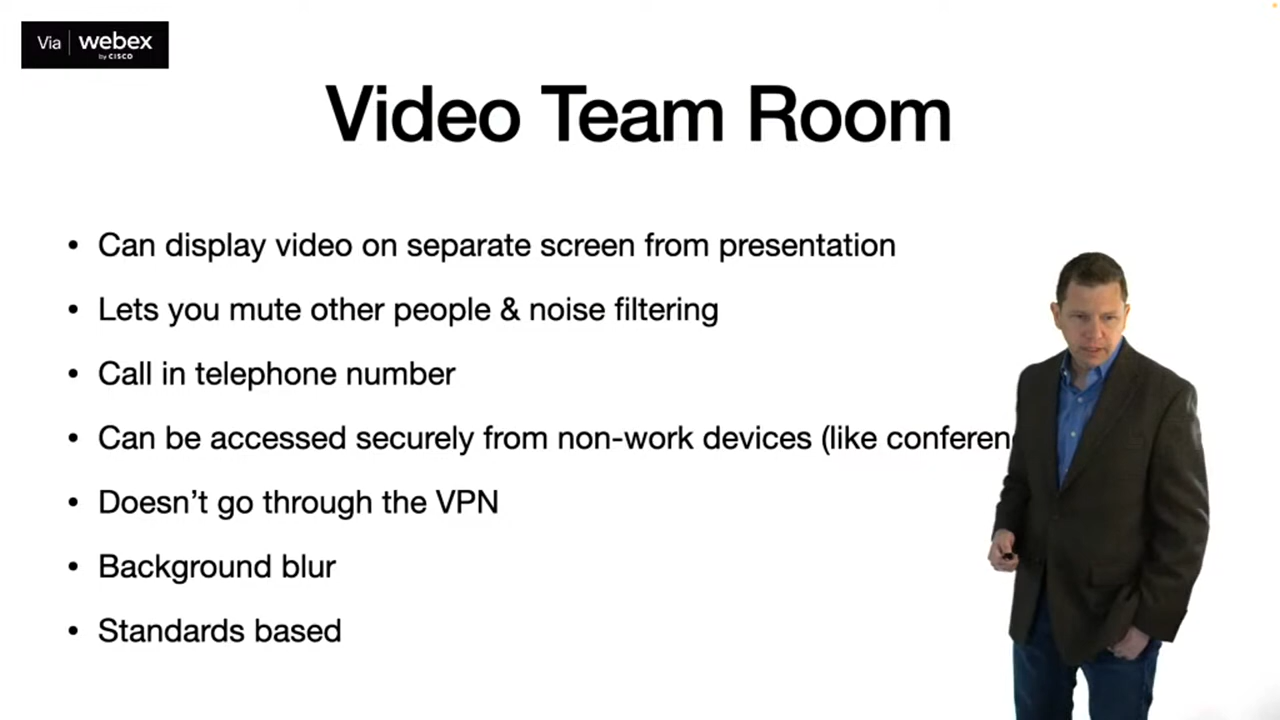 Via webex
by CISCO
Video Team Room
• Can display video on separate screen from presentation
• Lets you mute other people & noise filtering
• Call in telephone number
• Can be accessed securely from non-work devices (like
• Doesn’t go through the VPN
• Background blur
• Standards based